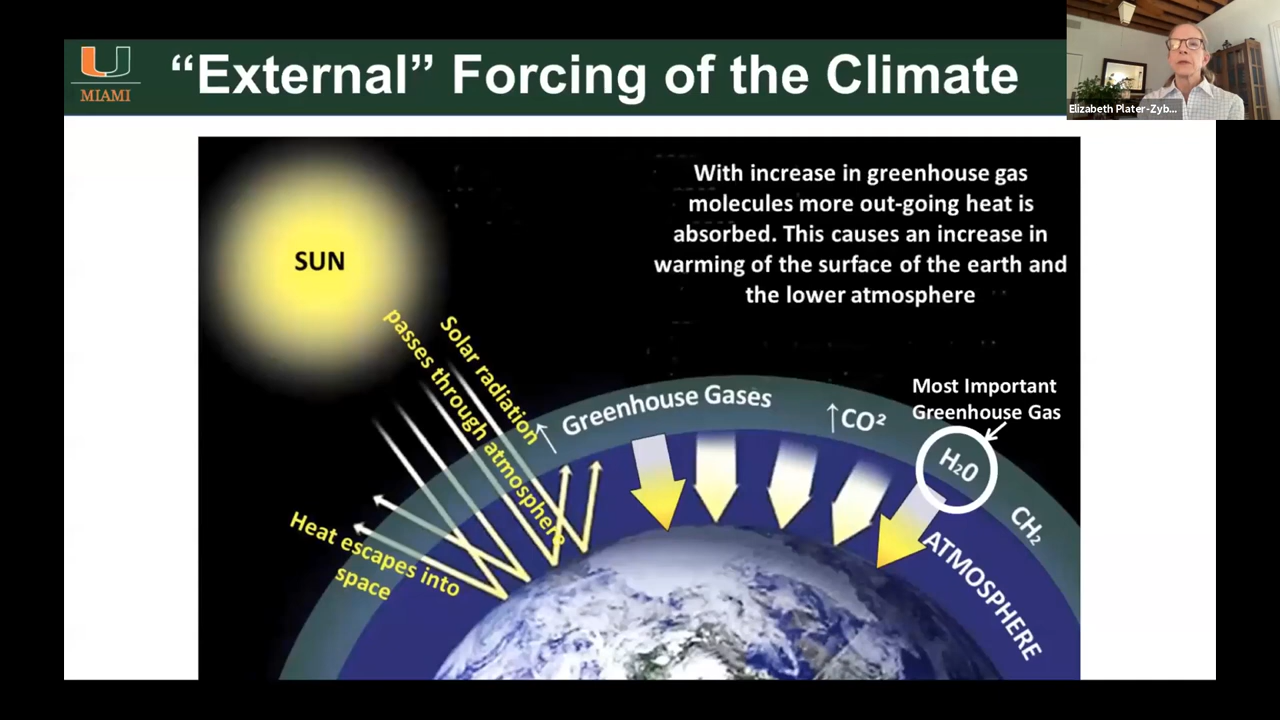 MIAMI
“External” Forcing of the Climate
Elizabeth Plater-Zyb...
With increase in greenhouse gas
molecules more out-going heat is
absorbed. This causes an increase in
warming of the surface of the earth and
the lower atmosphere
SUN
Solar radiation
passes through atmosphere
Heat escapes into
space
↑ Greenhouse Gases
↑CO²
Most Important
Greenhouse Gas
H₂O
CH₂
ATMOSPHERE